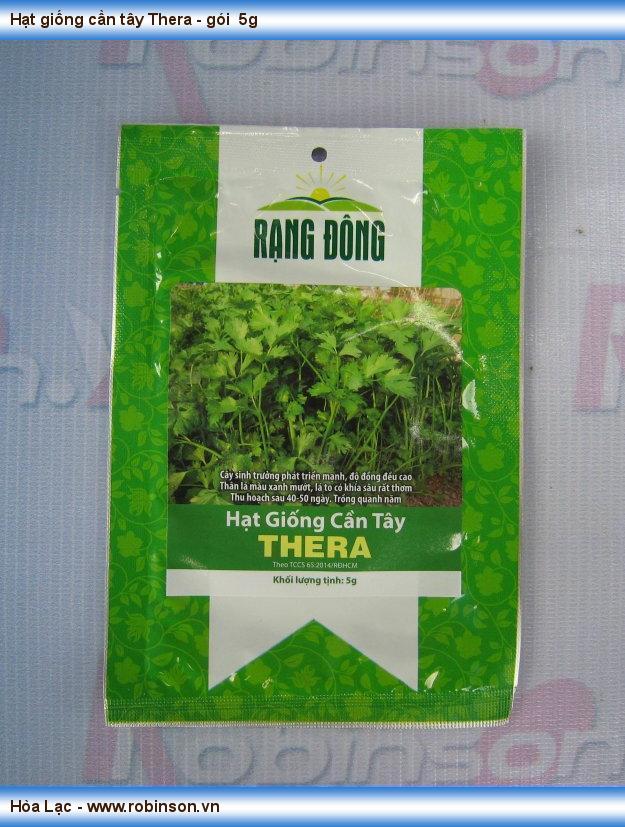 Hạt giống cần tây Thera - gói 5g
Robinson
RẠNG ĐÔNG
Cây sinh trưởng phát triển mạnh, độ đồng đều cao
Thân lá màu xanh mướt, lá to có khía sâu rất thơm
Thu hoạch sau 40-50 ngày. Trồng quanh năm
Hạt Giống Cần Tây
THERA
Theo TCCS 65:2014/RĐHCM
Khối lượng tịnh: 5g
Robinson
Hòa Lạc - www.robinson.vn